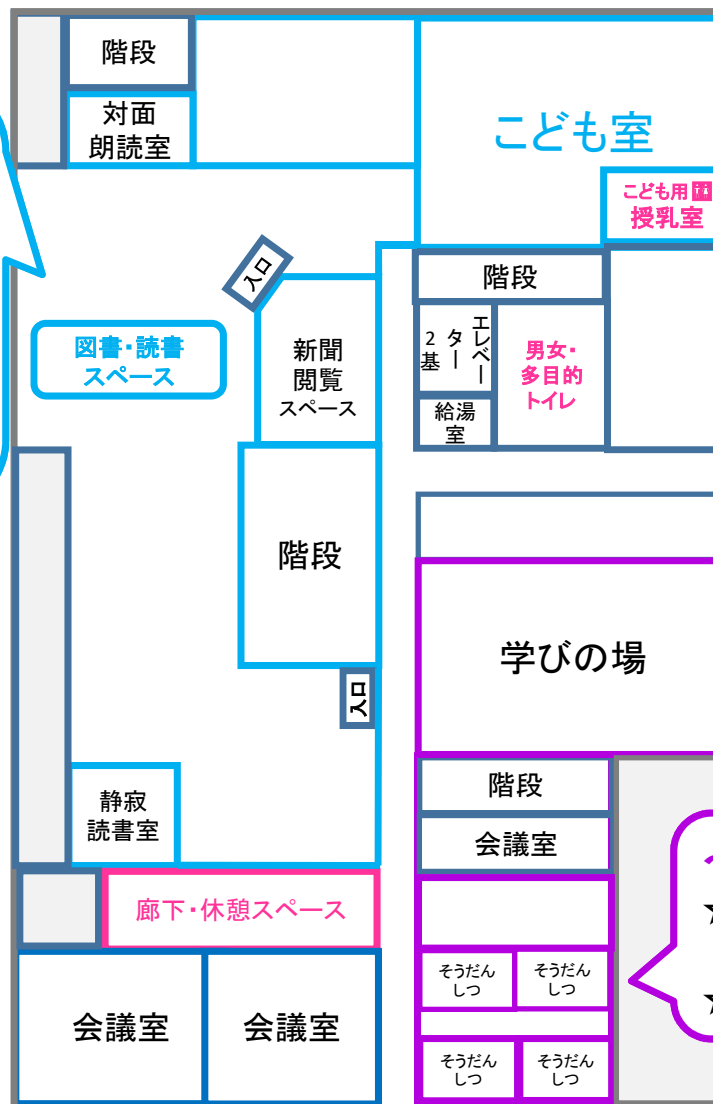 階段
対面
朗読室
こども室
こども用
授乳室
入口
階段
図書・読書
スペース
新聞
閲覧
スペース
エレベー
ター
2基
男女・
多目的
トイレ
給湯
室
階段
学びの場
入口
階段
静寂
読書室
会議室
廊下・休憩スペース
そうだん
しつ
そうだん
しつ
会議室
会議室
そうだん
しつ
そうだん
しつ